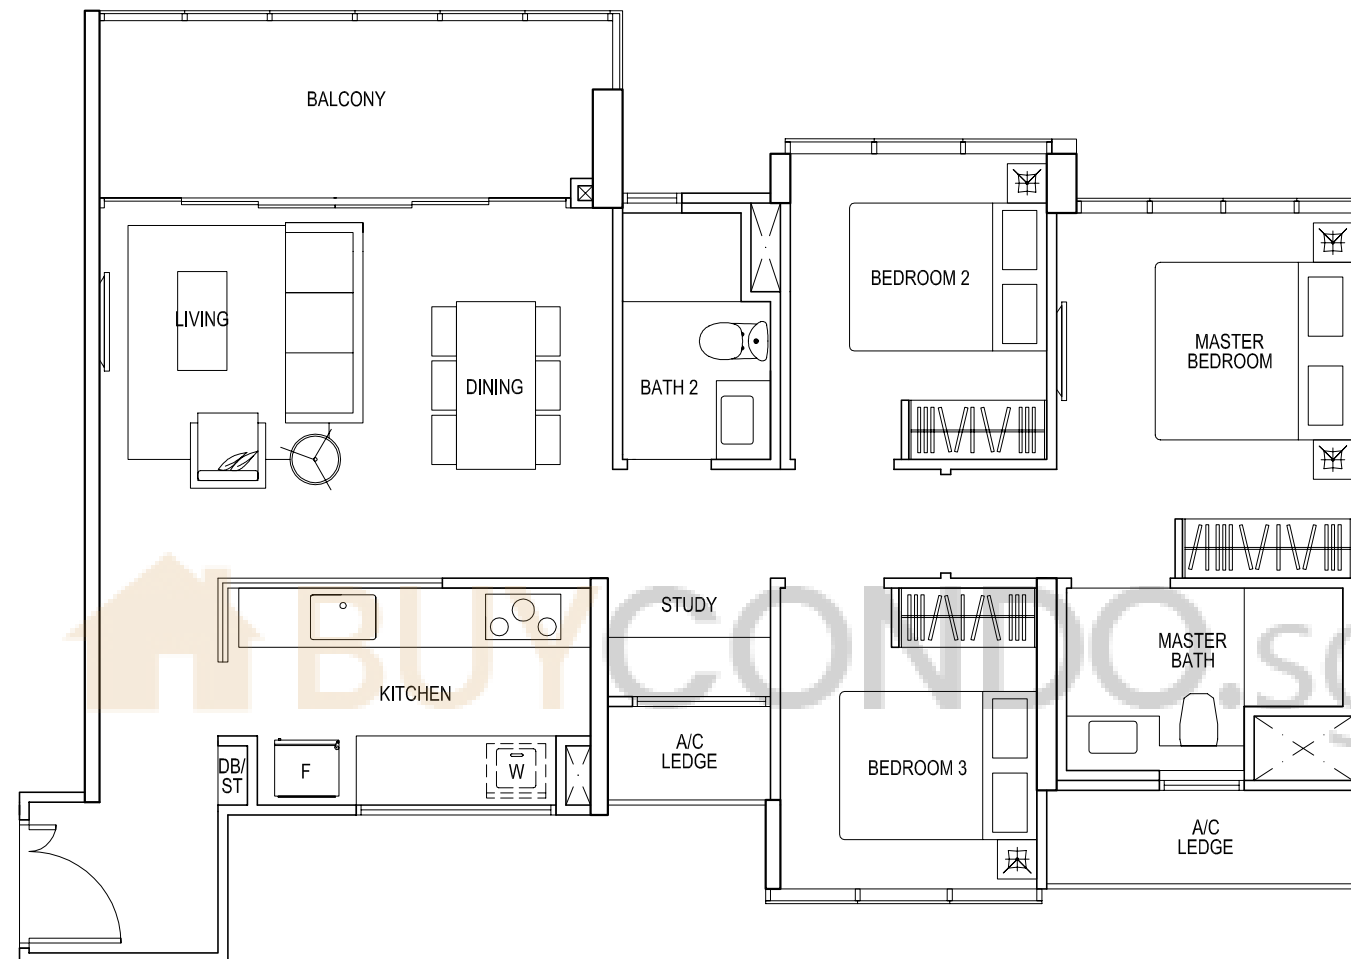 BALCONY
BEDROOM 2
LIVING
MASTER
BEDROOM
DINING
BATH 2
STUDY
MASTER
BATH
BUYCONDO.
KITCHEN
A/C
LEDGE
DB/
ST
F
W
BEDROOM 3
A/C
LEDGE